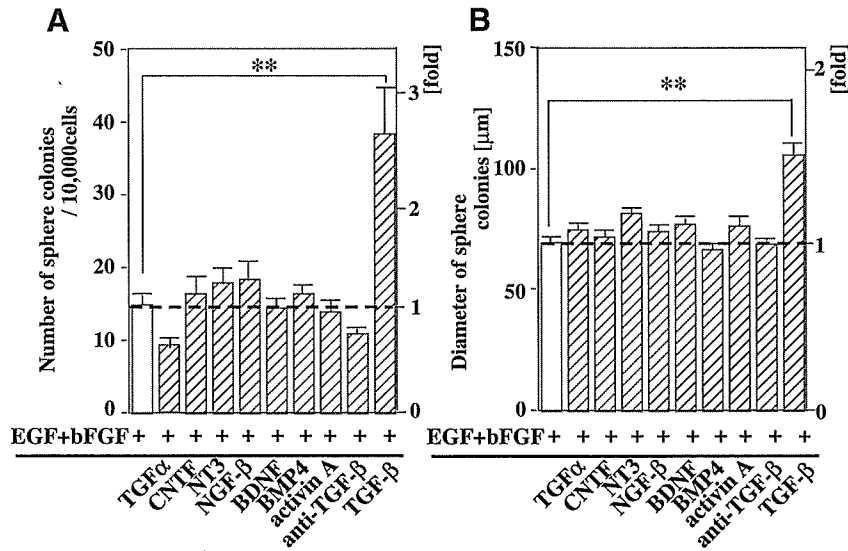 A
B
50
40
30
20
10
0
Number of sphere colonies
/ 10,000cells
**
[fold]
3
2
1
0
150
100
50
0
Diameter of sphere
colonies [µm]
**
[fold]
2
1
0
EGF+bFGF + + + + + + + + + +
TGFα
CNTF
NT3
NGF-β
BDNF
BMP4
activin A
anti-TGF-β
TGF-β
EGF+bFGF + + + + + + + + + +
TGFα
CNTF
NT3
NGF-β
BDNF
BMP4
activin A
anti-TGF-β
TGF-β